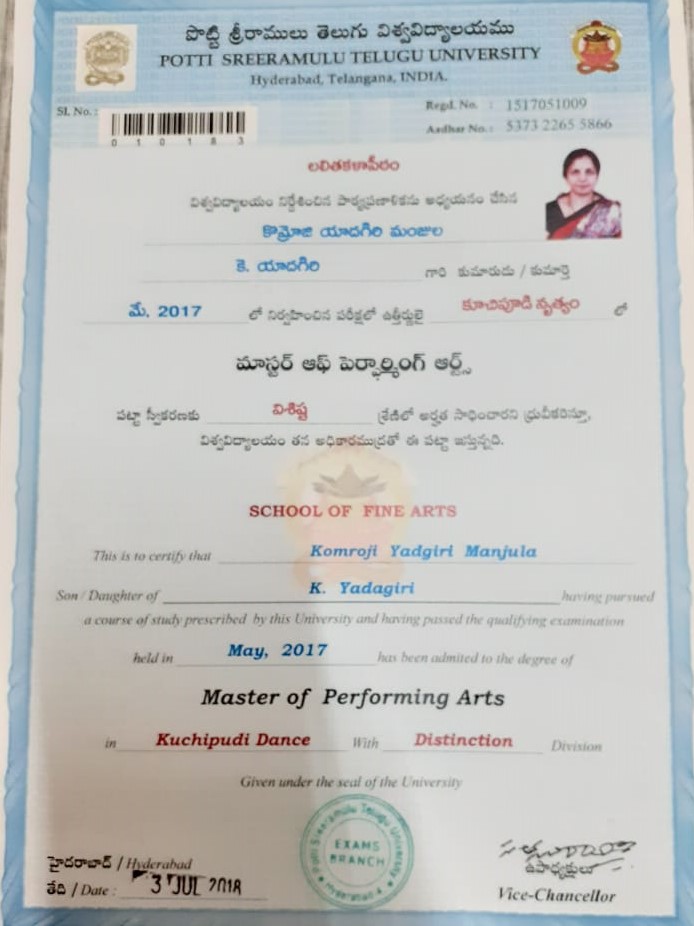 పొట్టి శ్రీరాములు తెలుగు విశ్వవిద్యాలయము
POTTI SREERAMULU TELUGU UNIVERSITY
Hyderabad, Telangana, INDIA.
Sl. No. :
010183
Regd. No. : 1517051009
Aadhar No.: 5373 2265 5866
లలితకళాపీఠం
విశ్వవిద్యాలయం నిర్దేశించిన పాఠ్యప్రణాళికను అధ్యయనం చేసిన
కొమ్రోజి యాదగిరి మంజుల
కె. యాదగిరి గారి కుమారుడు / కుమార్తె
మే, 2017 లో నిర్వహించిన పరీక్షలో ఉత్తీర్ణులై కూచిపూడి నృత్యం లో
మాస్టర్ ఆఫ్ పెర్ఫార్మింగ్ ఆర్ట్స్
పట్టా స్వీకరణకు విశిష్ట శ్రేణిలో అర్హత సాధించారని ధ్రువీకరిస్తూ,
విశ్వవిద్యాలయం తన అధికారముద్రతో ఈ పట్టా ఇస్తున్నది.
SCHOOL OF FINE ARTS
This is to certify that Komroji Yadgiri Manjula
Son / Daughter of K. Yadagiri having pursued
a course of study prescribed by this University and having passed the qualifying examination
held in May, 2017 has been admitted to the degree of
Master of Performing Arts
in Kuchipudi Dance With Distinction Division
Given under the seal of the University
Potti Sreeramulu Telugu University
EXAMS
BRANCH
Hyderabad-4
హైదరాబాద్ / Hyderabad
తేది / Date : 3 JUL 2018
ఉపాధ్యక్షులు
Vice-Chancellor